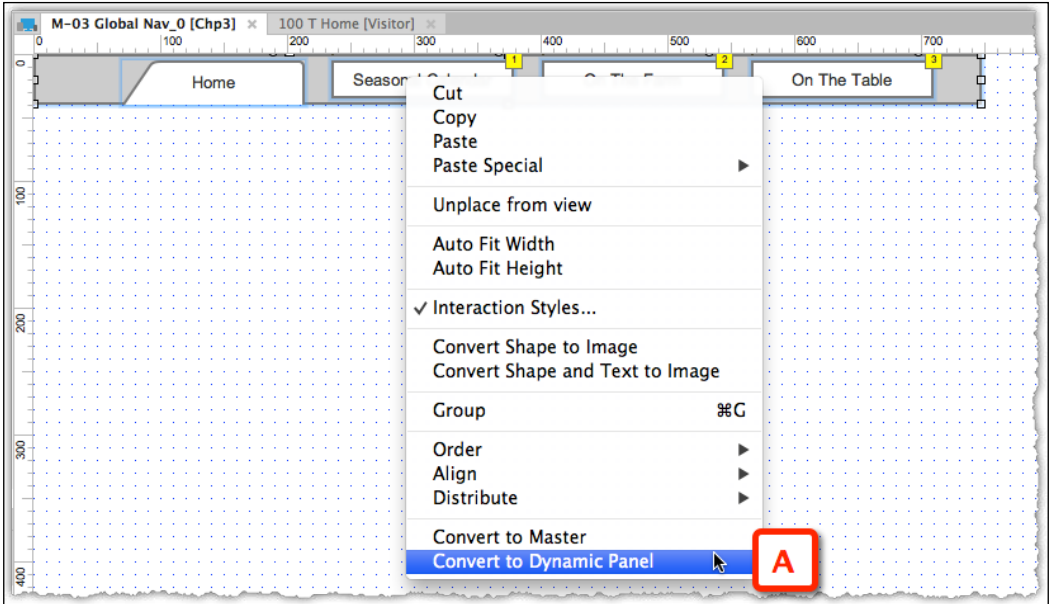 M-03 Global Nav_0 [Chp3] × 100 T Home [Visitor] ×
0 100 200 300 400 500 600 700
0
1 2 3
Home On The Table
Cut
Copy
Paste
Paste Special
100
Unplace from view
Auto Fit Width
Auto Fit Height
✓ Interaction Styles...
200
Convert Shape to Image
Convert Shape and Text to Image
Group ⌘G
300
Order
Align
Distribute
Convert to Master
Convert to Dynamic Panel
A
400